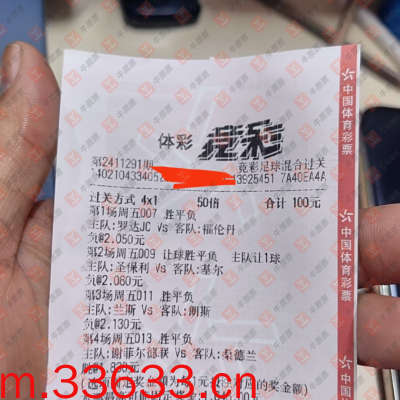 体彩 竞彩
第2411291期 竞彩足球混合过关
3925451 7A40EA4A
过关方式 4x1 50倍 合计 100元
第1场周五007 胜平负
主队:罗达JC Vs 客队:福伦丹
负@2.050元
第2场周五009 让球胜平负 主队让1球
主队:圣保利 Vs 客队:基尔
负@2.060元
第3场周五011 胜平负
主队:兰斯 Vs 客队:朗斯
负@2.130元
第4场周五013 胜平负
主队:谢菲尔德联 Vs 客队:桑德兰
m.33633.cn
中国体育彩票
中国体育彩票
中国体育彩票